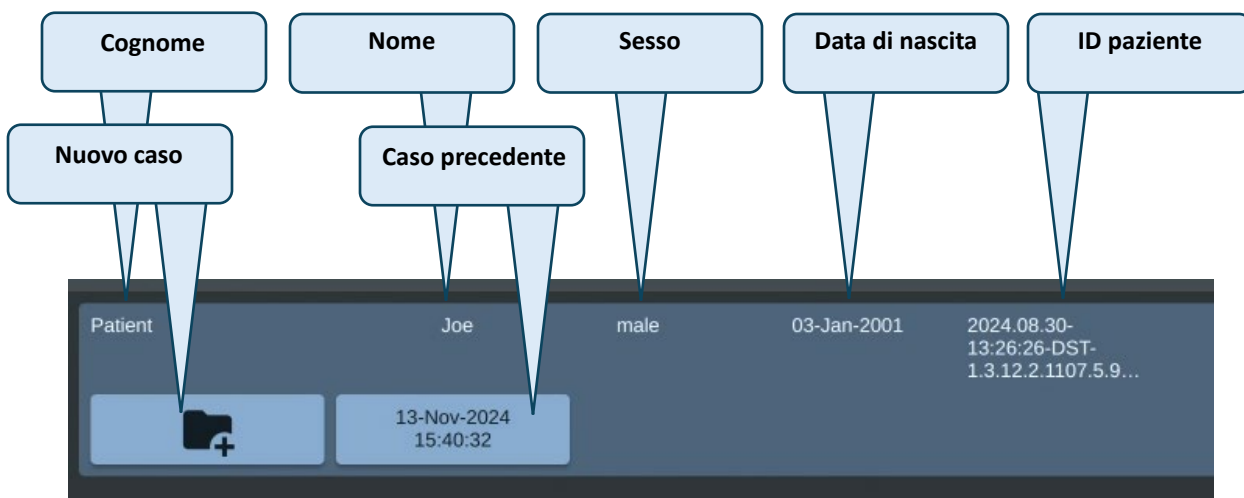 Cognome
Nome
Sesso
Data di nascita
ID paziente
Nuovo caso
Caso precedente
Patient
Joe
male
03-Jan-2001
2024.08.30-
13:26:26-DST-
1.3.12.2.1107.5.9...
13-Nov-2024
15:40:32